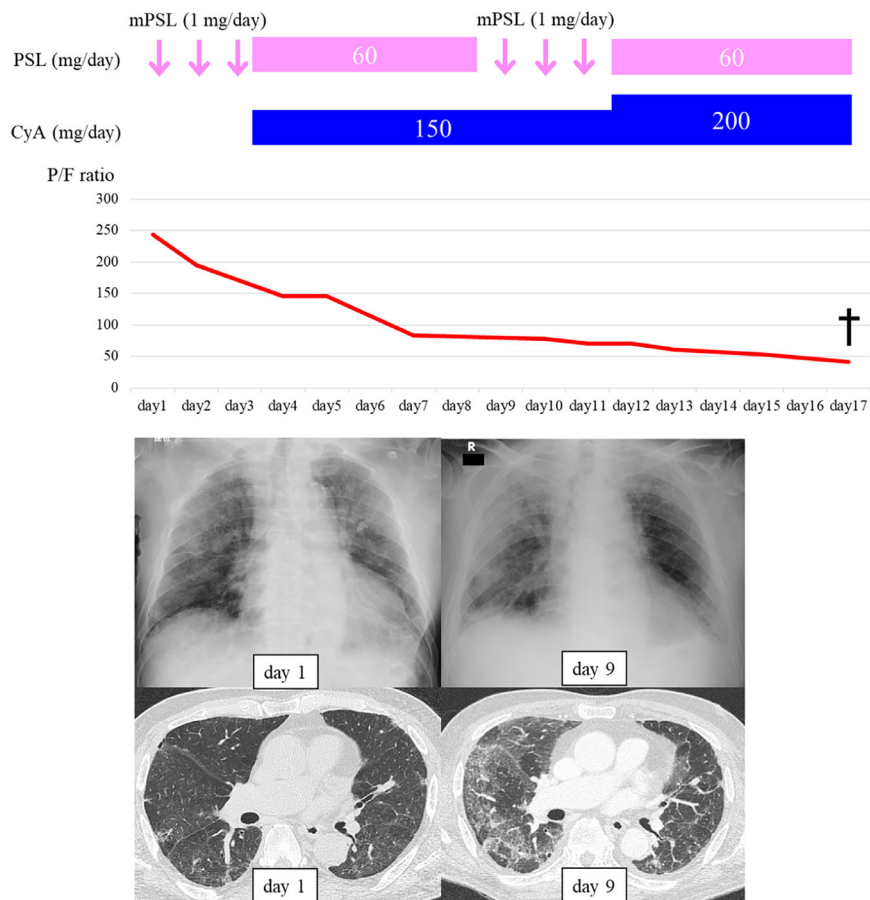 mPSL (1 mg/day) mPSL (1 mg/day)
PSL (mg/day) 60 60
CyA (mg/day) 150 200
P/F ratio
300
250
200
150
100
50
0
day1 day2 day3 day4 day5 day6 day7 day8 day9 day10 day11 day12 day13 day14 day15 day16 day17
R
day 1 day 9
day 1 day 9